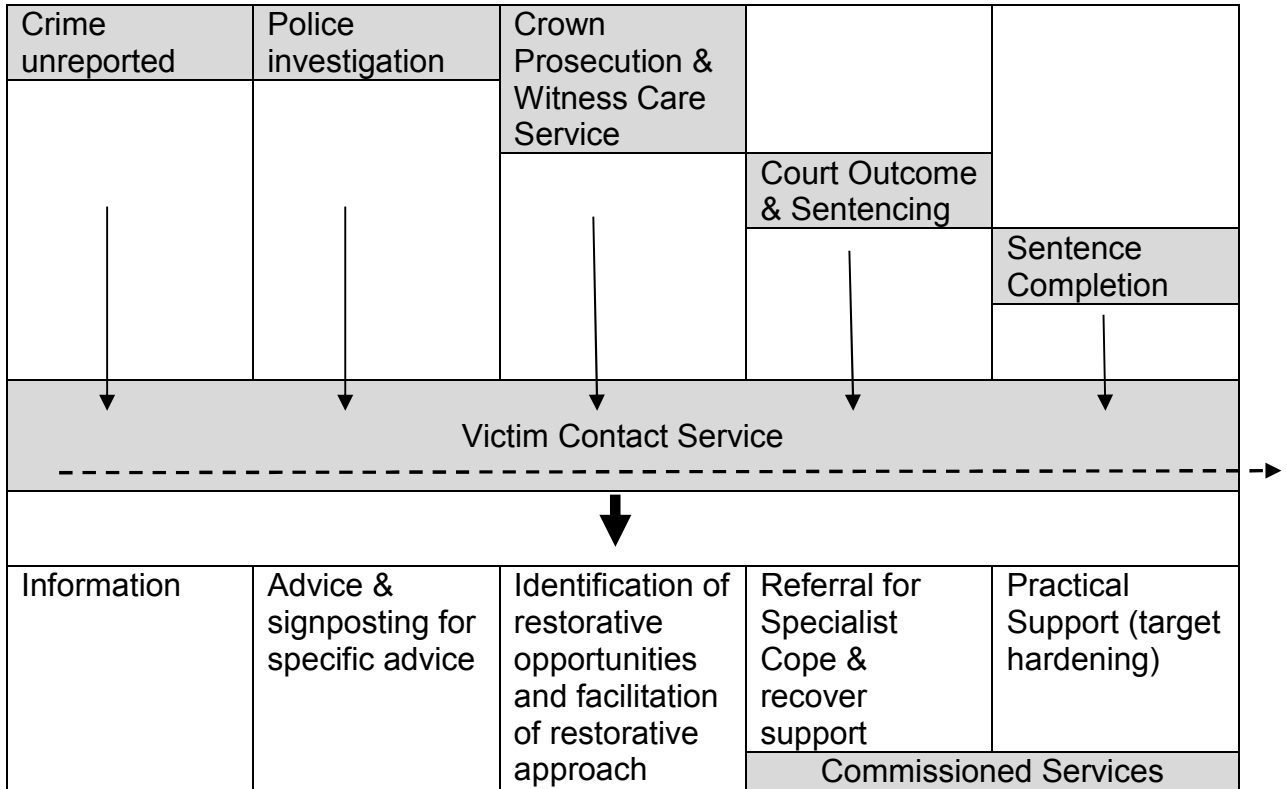 Crime
unreported
Police
investigation
Crown
Prosecution &
Witness Care
Service
Court Outcome
& Sentencing
Sentence
Completion
Victim Contact Service
Information
Advice &
signposting for
specific advice
Identification of
restorative
opportunities
and facilitation
of restorative
approach
Referral for
Specialist
Cope &
recover
support
Practical
Support (target
hardening)
Commissioned Services